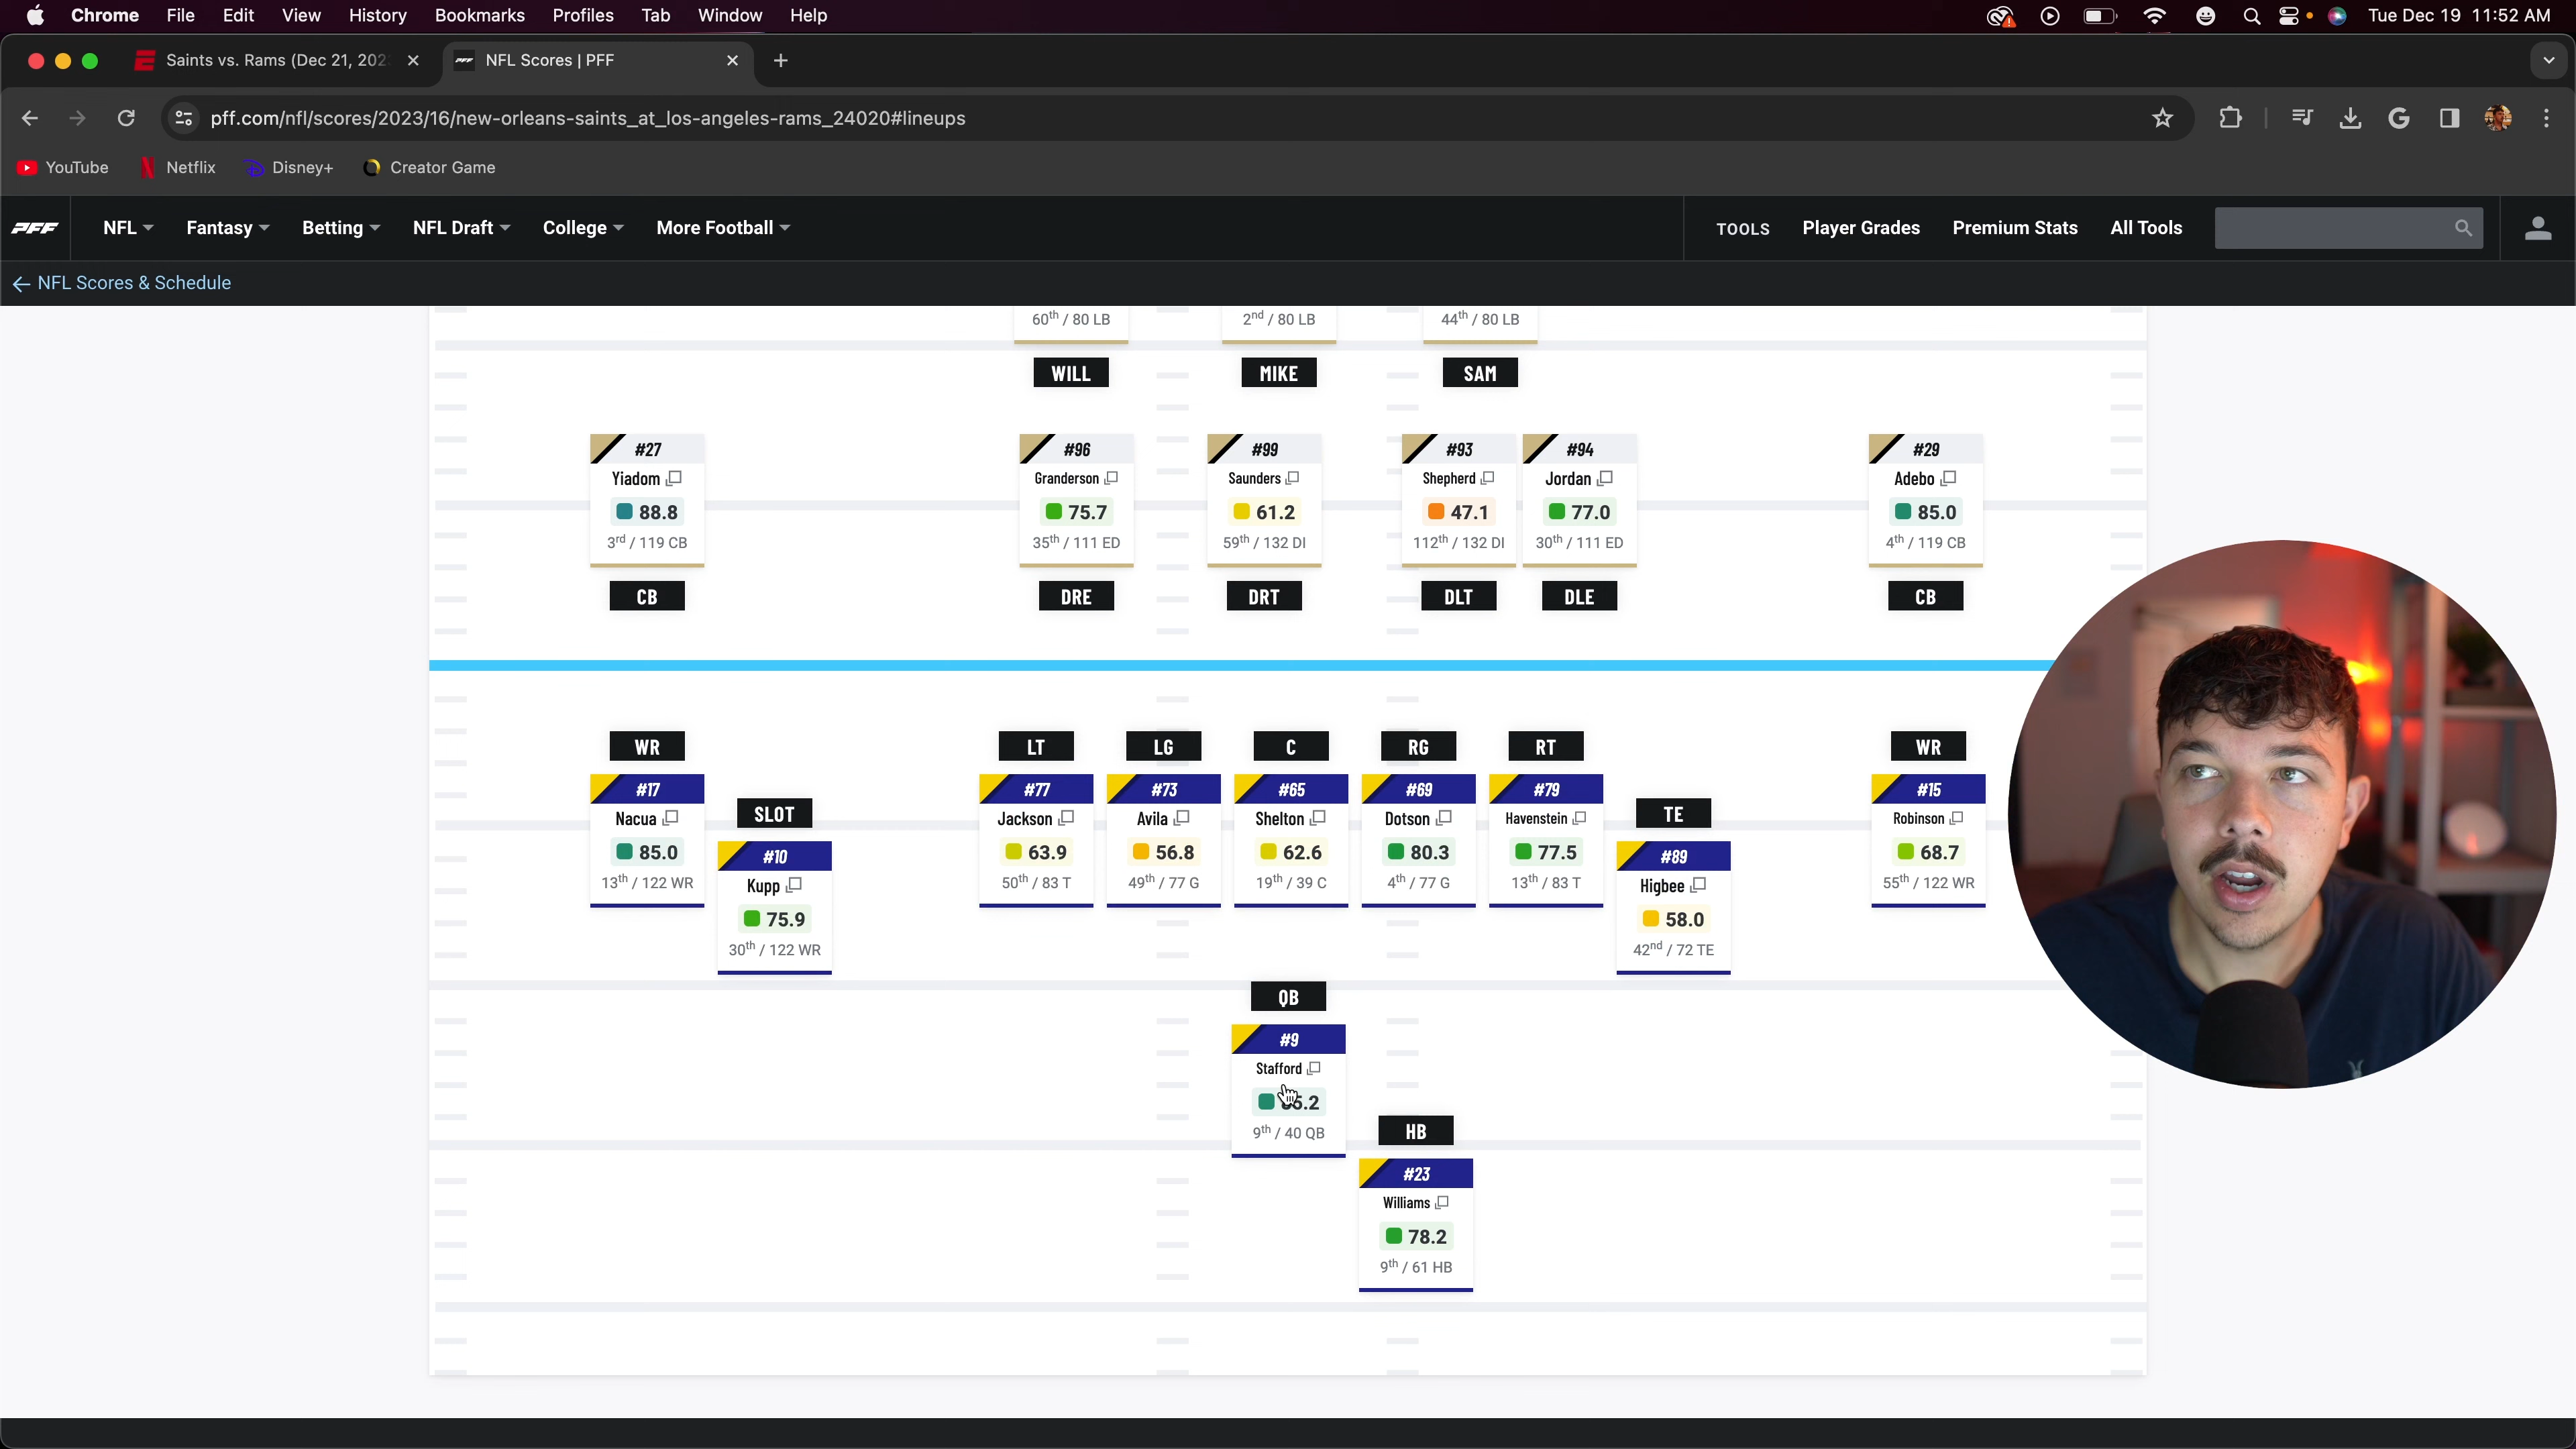 Chrome File Edit View History Bookmarks Profiles Tab Window Help Tue Dec 19 11:52 AM
Saints vs. Rams (Dec 21, 202 NFL Scores | PFF
pff.com/nfl/scores/2023/16/new-orleans-saints_at_los-angeles-rams_24020#lineups
YouTube Netflix Disney+ Creator Game
PFF NFL Fantasy Betting NFL Draft College More Football TOOLS Player Grades Premium Stats All Tools
← NFL Scores & Schedule
60th / 80 LB 2nd / 80 LB 44th / 80 LB
WILL MIKE SAM
#27 #96 #99 #93 #94 #29
Yiadom Granderson Saunders Shepherd Jordan Adebo
88.8 75.7 61.2 47.1 77.0 85.0
3rd / 119 CB 35th / 111 ED 59th / 132 DI 112th / 132 DI 30th / 111 ED 4th / 119 CB
CB DRE DRT DLT DLE CB
WR LT LG C RG RT WR
#17 #77 #73 #65 #69 #79 #15
Nacua Jackson Avila Shelton Dotson Havenstein Robinson
85.0 63.9 56.8 62.6 80.3 77.5 68.7
13th / 122 WR 50th / 83 T 49th / 77 G 19th / 39 C 4th / 77 G 13th / 83 T 55th / 122 WR
SLOT TE
#10 #89
Kupp Higbee
75.9 58.0
30th / 122 WR 42nd / 72 TE
QB
#9
Stafford
9th / 40 QB
HB
#23
Williams
78.2
9th / 61 HB